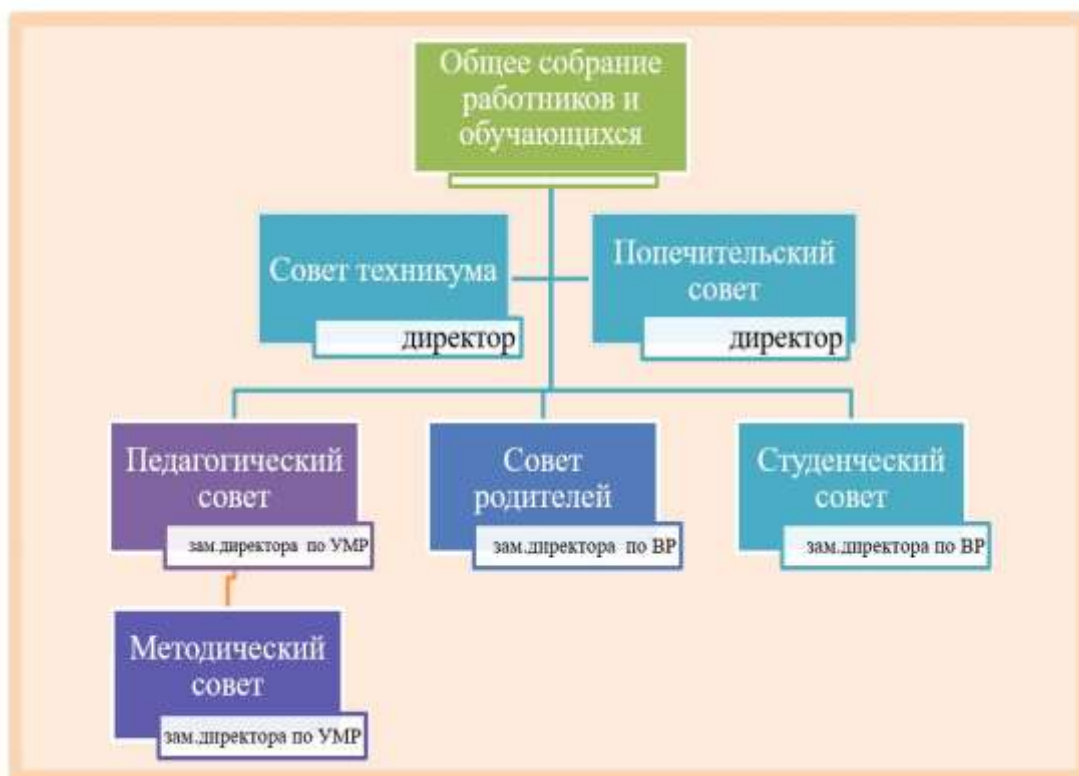 Общее собрание
работников и
обучающихся
Совет техникума
директор
Попечительский
совет
директор
Педагогический
совет
зам.директора по УМР
Совет
родителей
зам.директора по ВР
Студенческий
совет
зам.директора по ВР
Методический
совет
зам.директора по УМР